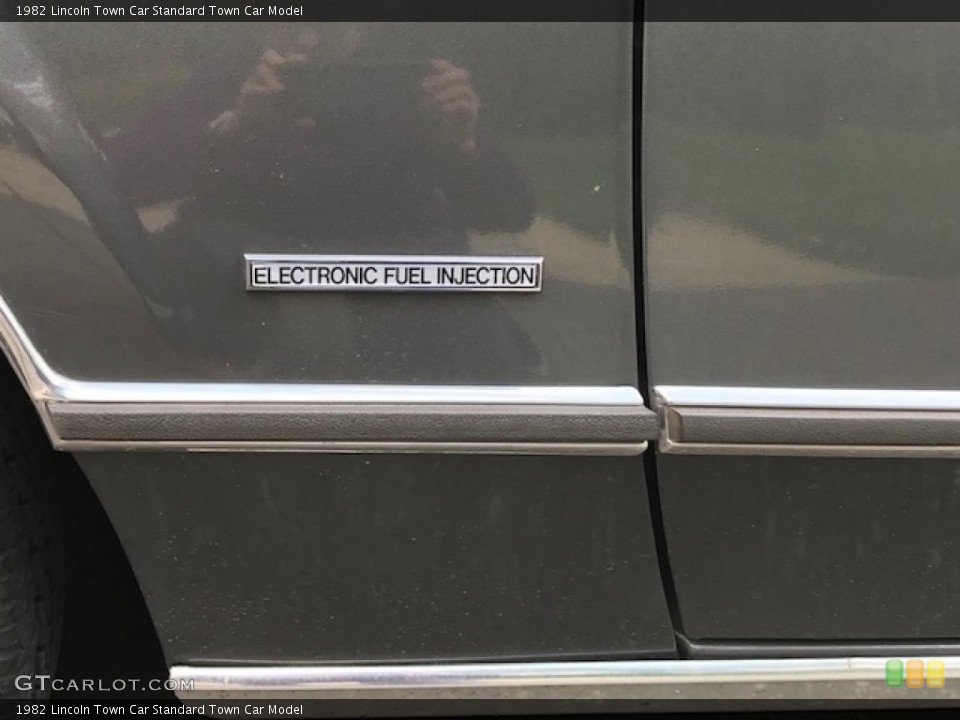 1982 Lincoln Town Car Standard Town Car Model
ELECTRONIC FUEL INJECTION
GTCARLOT.COM
1982 Lincoln Town Car Standard Town Car Model